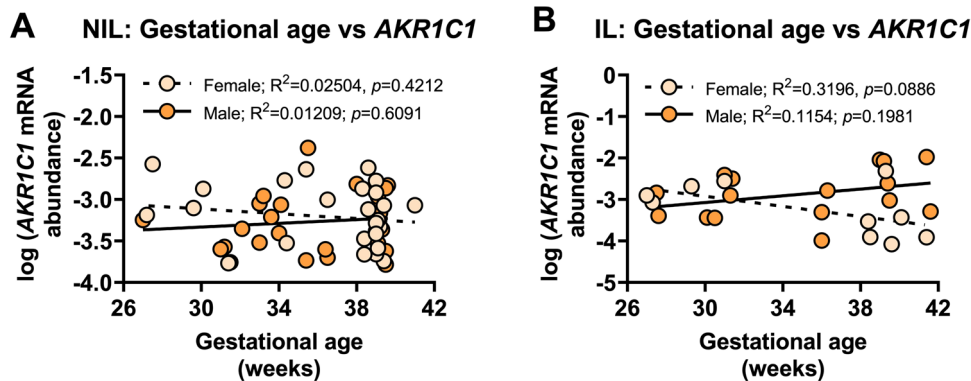 A
NIL: Gestational age vs AKR1C1
log (AKR1C1 mRNA
abundance)
-1.5
-2.0
-2.5
-3.0
-3.5
-4.0
Female; R²=0.02504, p=0.4212
Male; R²=0.01209; p=0.6091
26
30
34
38
42
Gestational age
(weeks)
B
IL: Gestational age vs AKR1C1
log (AKR1C1 mRNA
abundance)
0
-1
-2
-3
-4
-5
Female; R²=0.3196, p=0.0886
Male; R²=0.1154; p=0.1981
26
30
34
38
42
Gestational age
(weeks)